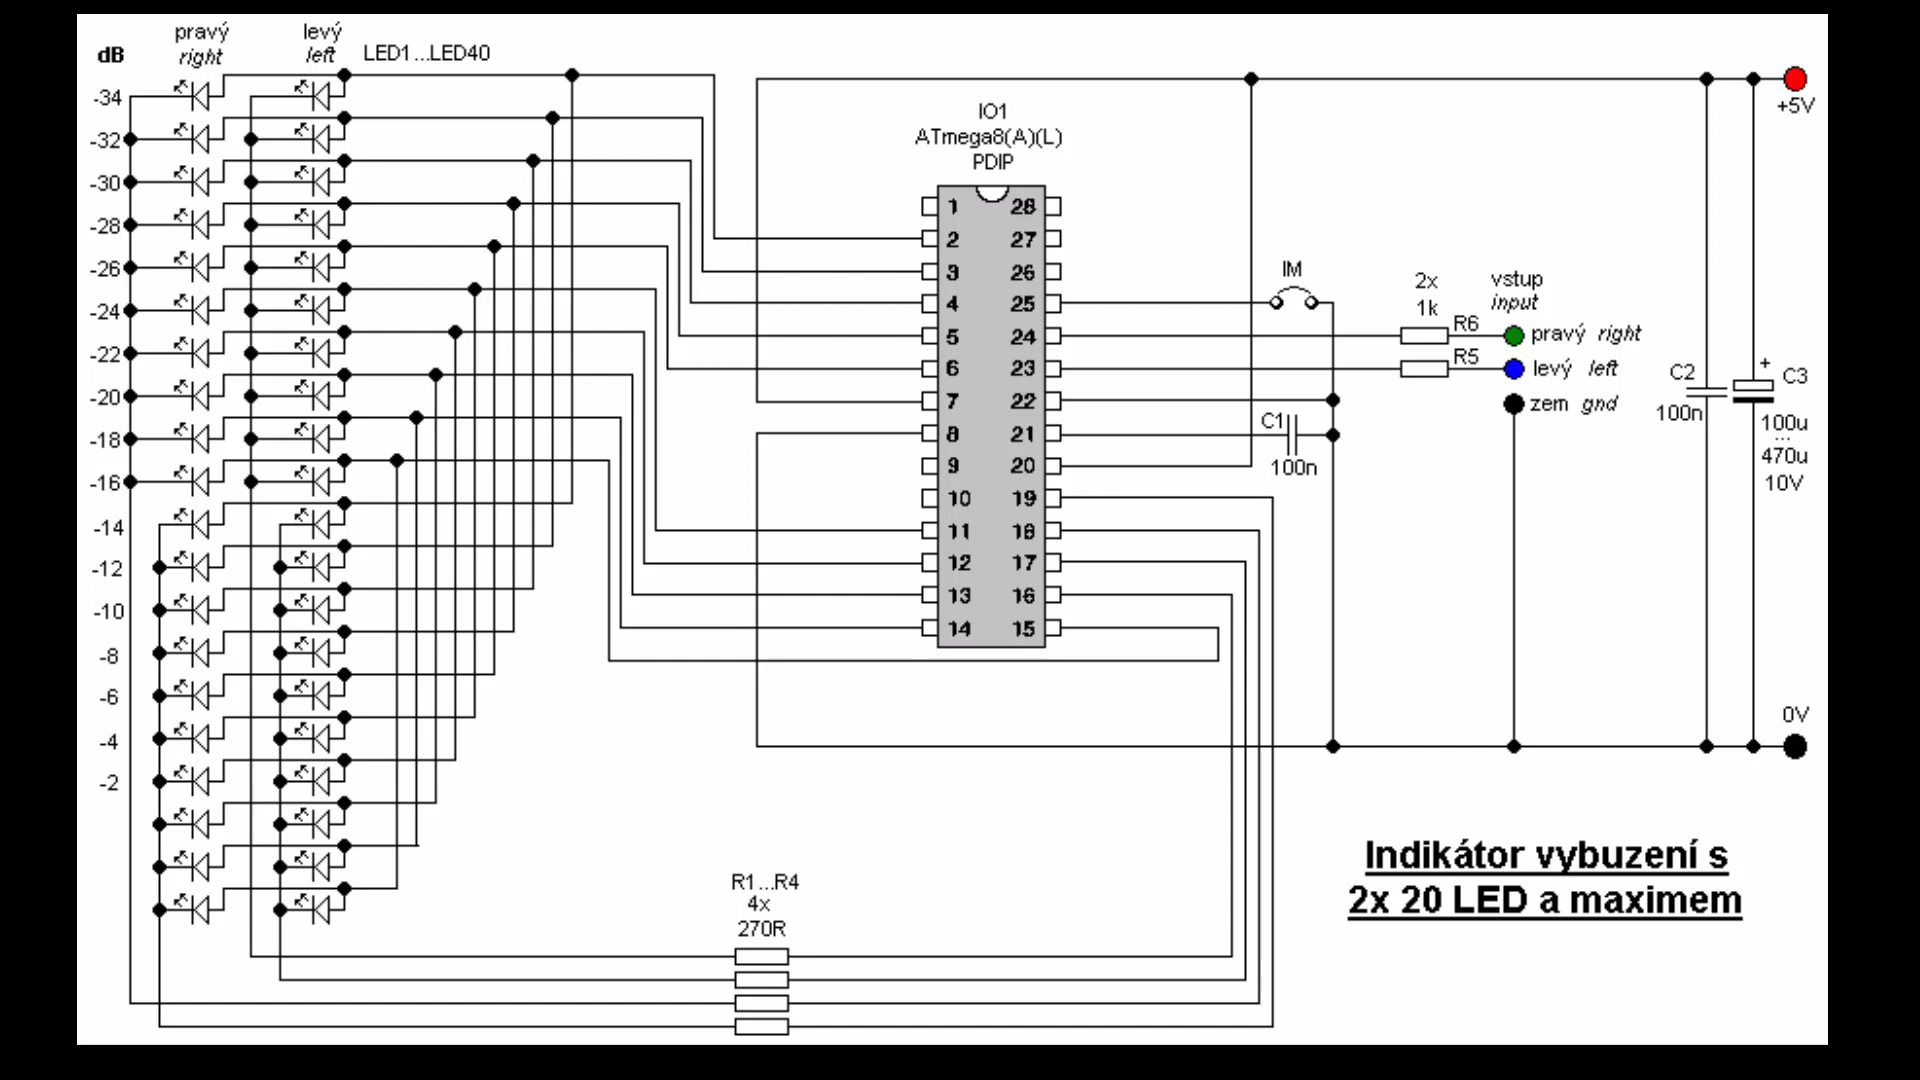 dB
pravý
right
levý
left
LED1...LED40
-34
-32
-30
-28
-26
-24
-22
-20
-18
-16
-14
-12
-10
-8
-6
-4
-2
IO1
ATmega8(A)(L)
PDIP
1 28
2 27
3 26
4 25
5 24
6 23
7 22
8 21
9 20
10 19
11 18
12 17
13 16
14 15
IM
C1
100n
2x
1k
R6
R5
vstup
input
pravý right
levý left
zem gnd
+5V
C2
100n
+
C3
100u
...
470u
10V
0V
R1...R4
4x
270R
Indikátor vybuzení s
2x 20 LED a maximem